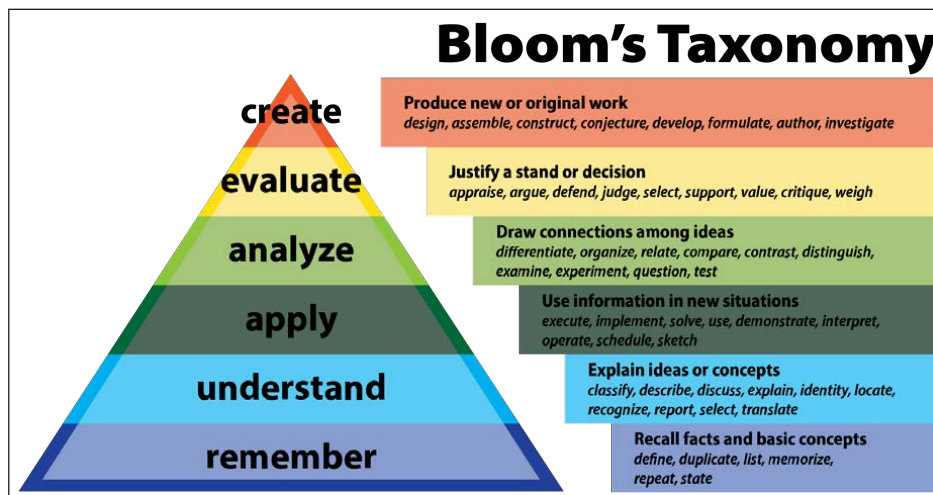 Bloom's Taxonomy
create
Produce new or original work
design, assemble, construct, conjecture, develop, formulate, author, investigate
evaluate
Justify a stand or decision
appraise, argue, defend, judge, select, support, value, critique, weigh
analyze
Draw connections among ideas
differentiate, organize, relate, compare, contrast, distinguish,
examine, experiment, question, test
apply
Use information in new situations
execute, implement, solve, use, demonstrate, interpret,
operate, schedule, sketch
understand
Explain ideas or concepts
classify, describe, discuss, explain, identity, locate,
recognize, report, select, translate
remember
Recall facts and basic concepts
define, duplicate, list, memorize,
repeat, state